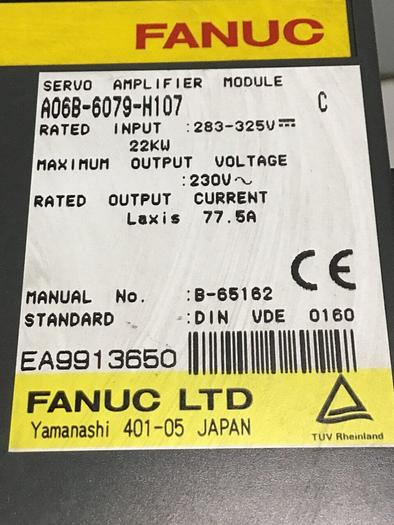 FANUC
SERVO AMPLIFIER MODULE
A06B-6079-H107 C
RATED INPUT :283-325V⎓
22KW
MAXIMUM OUTPUT VOLTAGE
:230V～
RATED OUTPUT CURRENT
Laxis 77.5A
CE
MANUAL No. :B-65162
STANDARD :DIN VDE 0160
EA9913650
FANUC LTD
Yamanashi 401-05 JAPAN
TUV Rheinland